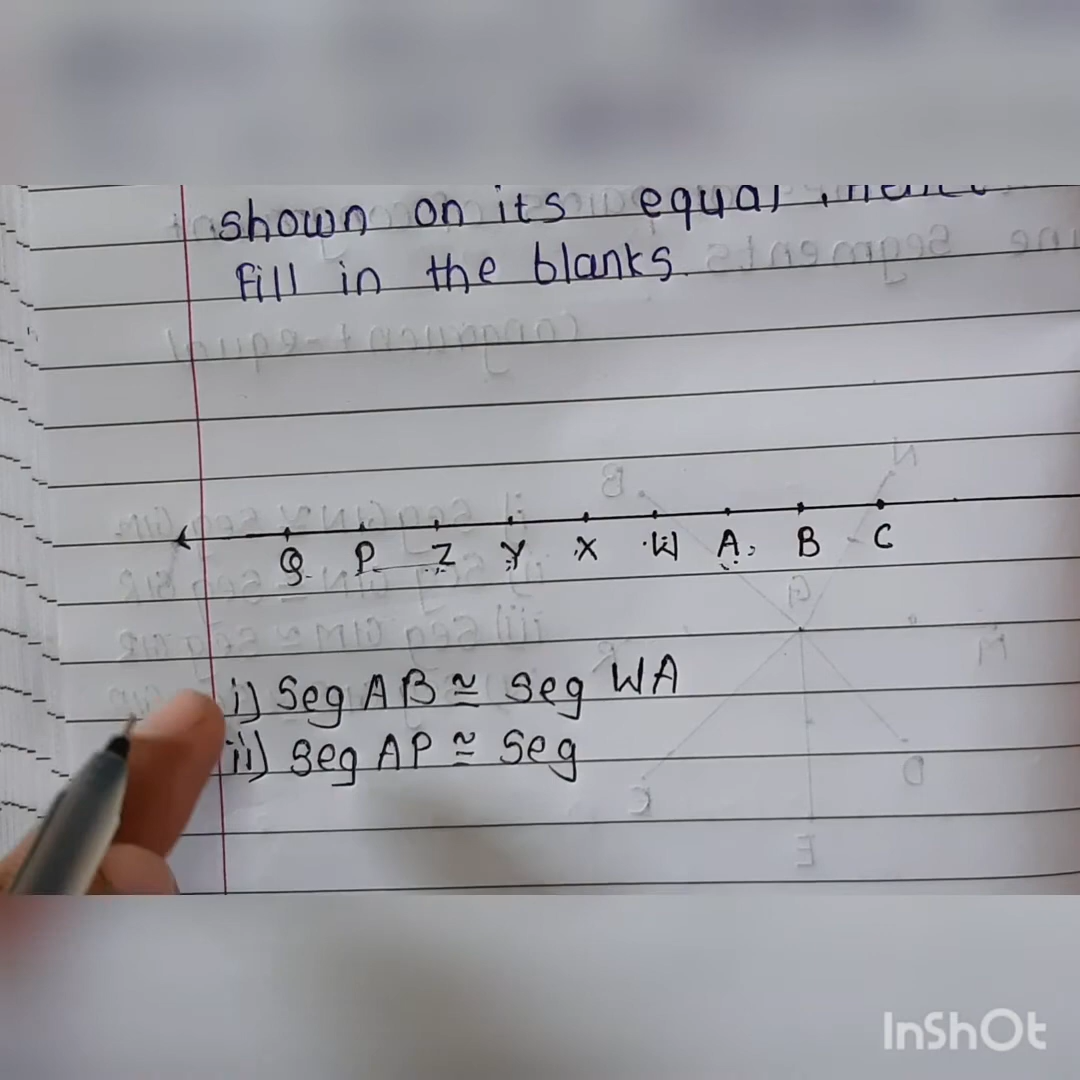 shown on its equal
fill in the blanks.
Q P Z Y X W A B C
i) Seg AB ≅ seg WA
ii) seg AP ≅ seg
InShOt